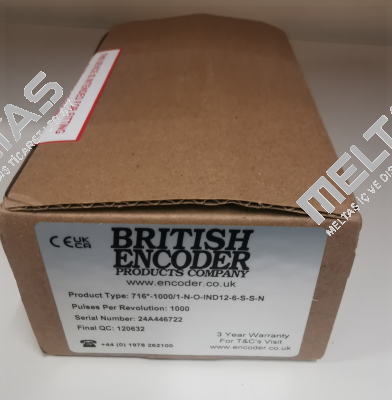 CE UKCA
BRITISH
ENCODER
PRODUCTS COMPANY
www.encoder.co.uk
Product Type: 716"-1000/1-N-O-IND12-6-S-S-N
Pulses Per Revolution: 1000
Serial Number: 24A446722
Final QC: 120632
+44 (0) 1978 262100
3 Year Warranty
For T&C's Visit
www.encoder.co.uk
MELTAS